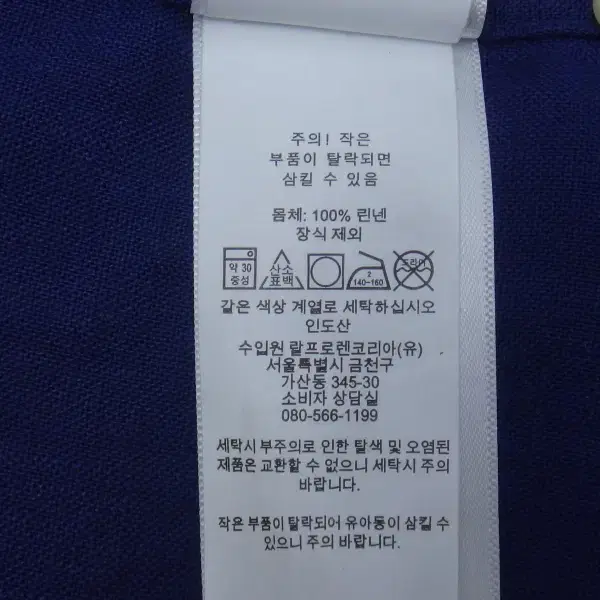 주의! 작은
부품이 탈락되면
삼킬 수 있음
몸체: 100% 린넨
장식 제외
약 30
중성
산소
표백
2
140-160
드라이
같은 색상 계열로 세탁하십시오
인도산
수입원 랄프로렌코리아(유)
서울특별시 금천구
가산동 345-30
소비자 상담실
080-566-1199
세탁시 부주의로 인한 탈색 및 오염된
제품은 교환할 수 없으니 세탁시 주의
바랍니다.
작은 부품이 탈락되어 유아동이 삼킬 수
있으니 주의 바랍니다.